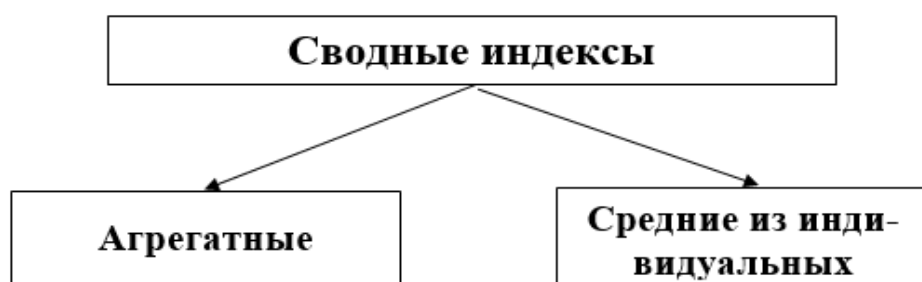 Сводные индексы
Агрегатные
Средние из инди-
видуальных